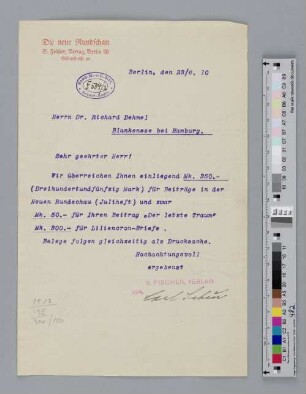 Die neue Rundschau
S. Fischer, Verlag, Berlin W
Berlin, den 23/6. 10
Herrn Dr. Richard Dehmel
Blankenese bei Hamburg.
Sehr geehrter Herr!
Wir überreichen Ihnen einliegend Mk. 350.-
(Dreihundertundfünfzig Mark) für Beiträge in der
Neuen Rundschau (Juliheft) und zwar
Mk. 50.- für Ihren Beitrag „Der letzte Traum“
Mk. 300.- für Liliencron-Briefe.
Belege folgen gleichzeitig als Drucksache.
Hochachtungsvoll
ergebenst
S. FISCHER, VERLAG